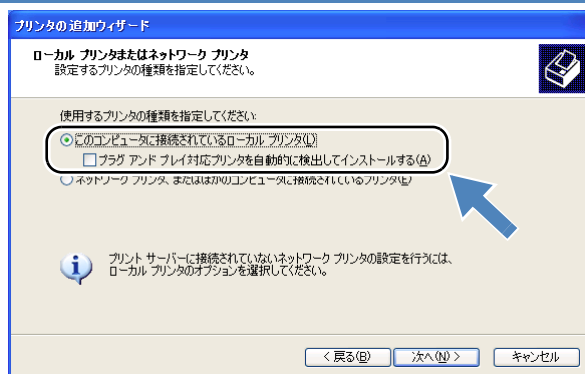 プリンタの追加ウィザード
ローカル プリンタまたはネットワーク プリンタ
設定するプリンタの種類を指定してください。
使用するプリンタの種類を指定してください:
このコンピュータに接続されているローカル プリンタ(L)
プラグ アンド プレイ対応プリンタを自動的に検出してインストールする(A)
ネットワーク プリンタ、またはほかのコンピュータに接続されているプリンタ(E)
プリント サーバーに接続されていないネットワーク プリンタの設定を行うには、
ローカル プリンタのオプションを選択してください。
< 戻る(B) 次へ(N) > キャンセル